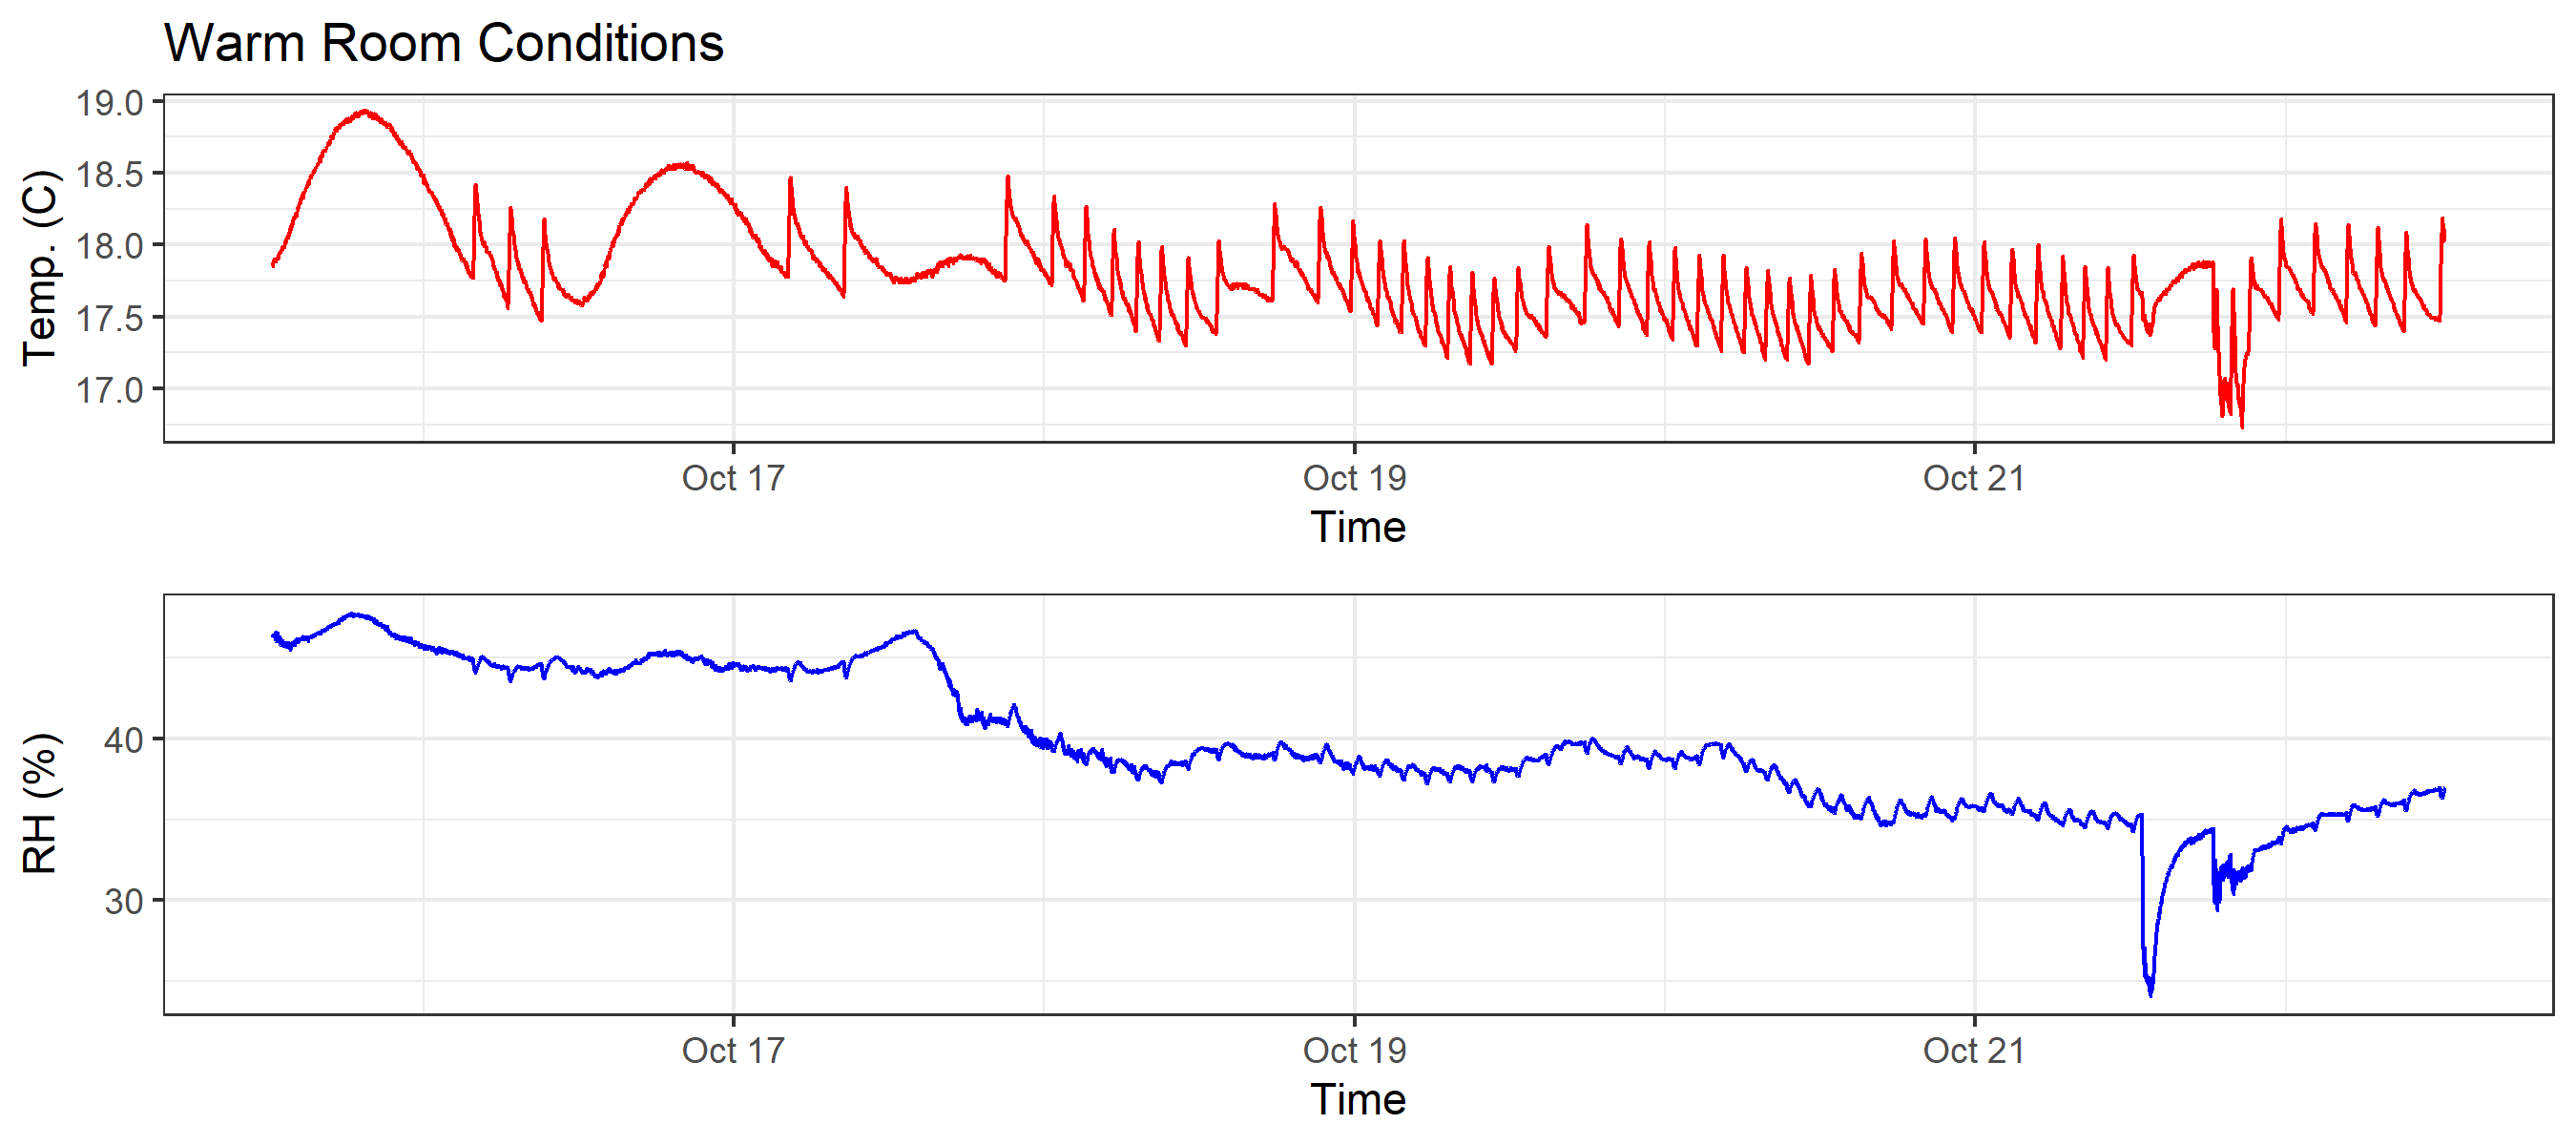 Warm Room Conditions
Temp. (C)
19.0
18.5
18.0
17.5
17.0
Oct 17 Oct 19 Oct 21
Time
RH (%)
40
30
Oct 17 Oct 19 Oct 21
Time